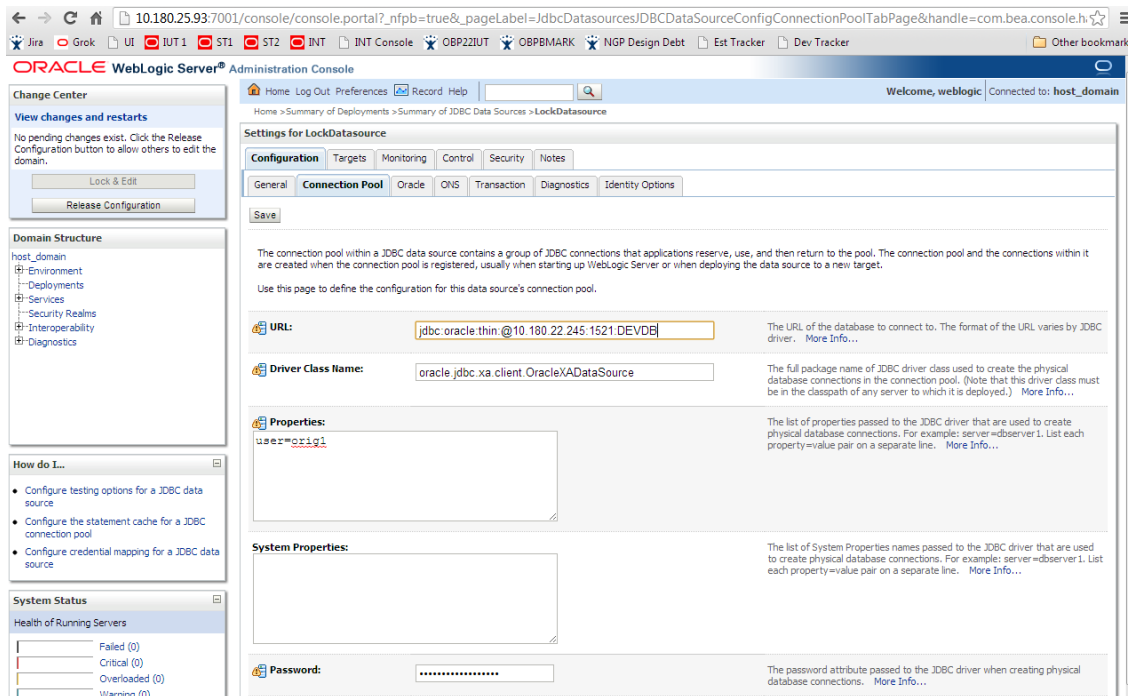 10.180.25.93:7001/console/console.portal?_nfpb=true&_pageLabel=JdbcDatasourcesJDBCDataSourceConfigConnectionPoolTabPage&handle=com.bea.console.h
Jira Grok UI IUT1 ST1 ST2 INT INT Console OBP22IUT OBPBMARK NGP Design Debt Est Tracker Dev Tracker Other bookmark
ORACLE WebLogic Server® Administration Console
Change Center
View changes and restarts
No pending changes exist. Click the Release
Configuration button to allow others to edit the
domain.
Lock & Edit
Release Configuration
Domain Structure
host_domain
Environment
Deployments
Services
Security Realms
Interoperability
Diagnostics
How do I...
Configure testing options for a JDBC data
source
Configure the statement cache for a JDBC
connection pool
Configure credential mapping for a JDBC data
source
System Status
Health of Running Servers
Failed (0)
Critical (0)
Overloaded (0)
Warning (0)
Home Log Out Preferences Record Help
Welcome, weblogic Connected to: host_domain
Home >Summary of Deployments >Summary of JDBC Data Sources >LockDatasource
Settings for LockDatasource
Configuration Targets Monitoring Control Security Notes
General Connection Pool Oracle ONS Transaction Diagnostics Identity Options
Save
The connection pool within a JDBC data source contains a group of JDBC connections that applications reserve, use, and then return to the pool. The connection pool and the connections within it
are created when the connection pool is registered, usually when starting up WebLogic Server or when deploying the data source to a new target.
Use this page to define the configuration for this data source's connection pool.
URL:
jdbc:oracle:thin:@10.180.22.245:1521:DEVDB
The URL of the database to connect to. The format of the URL varies by JDBC
driver. More Info...
Driver Class Name:
oracle.jdbc.xa.client.OracleXADataSource
The full package name of JDBC driver class used to create the physical
database connections in the connection pool. (Note that this driver class must
be in the classpath of any server to which it is deployed.) More Info...
Properties:
user=orig1
The list of properties passed to the JDBC driver that are used to create
physical database connections. For example: server=dbserver1. List each
property=value pair on a separate line. More Info...
System Properties:
The list of System Properties names passed to the JDBC driver that are used
to create physical database connections. For example: server=dbserver1. List
each property=value pair on a separate line. More Info...
Password:
•••••••••••••••••
The password attribute passed to the JDBC driver when creating physical
database connections. More Info...